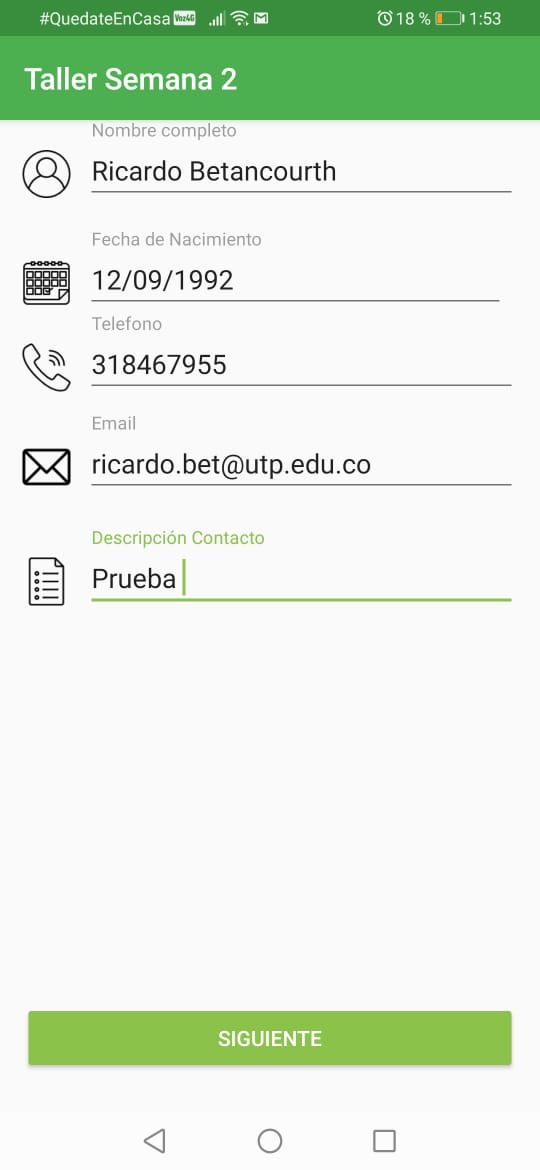 #QuedateEnCasa Voz4G 18 % 1:53
Taller Semana 2
Nombre completo
Ricardo Betancourth
Fecha de Nacimiento
12/09/1992
Telefono
318467955
Email
ricardo.bet@utp.edu.co
Descripción Contacto
Prueba
SIGUIENTE